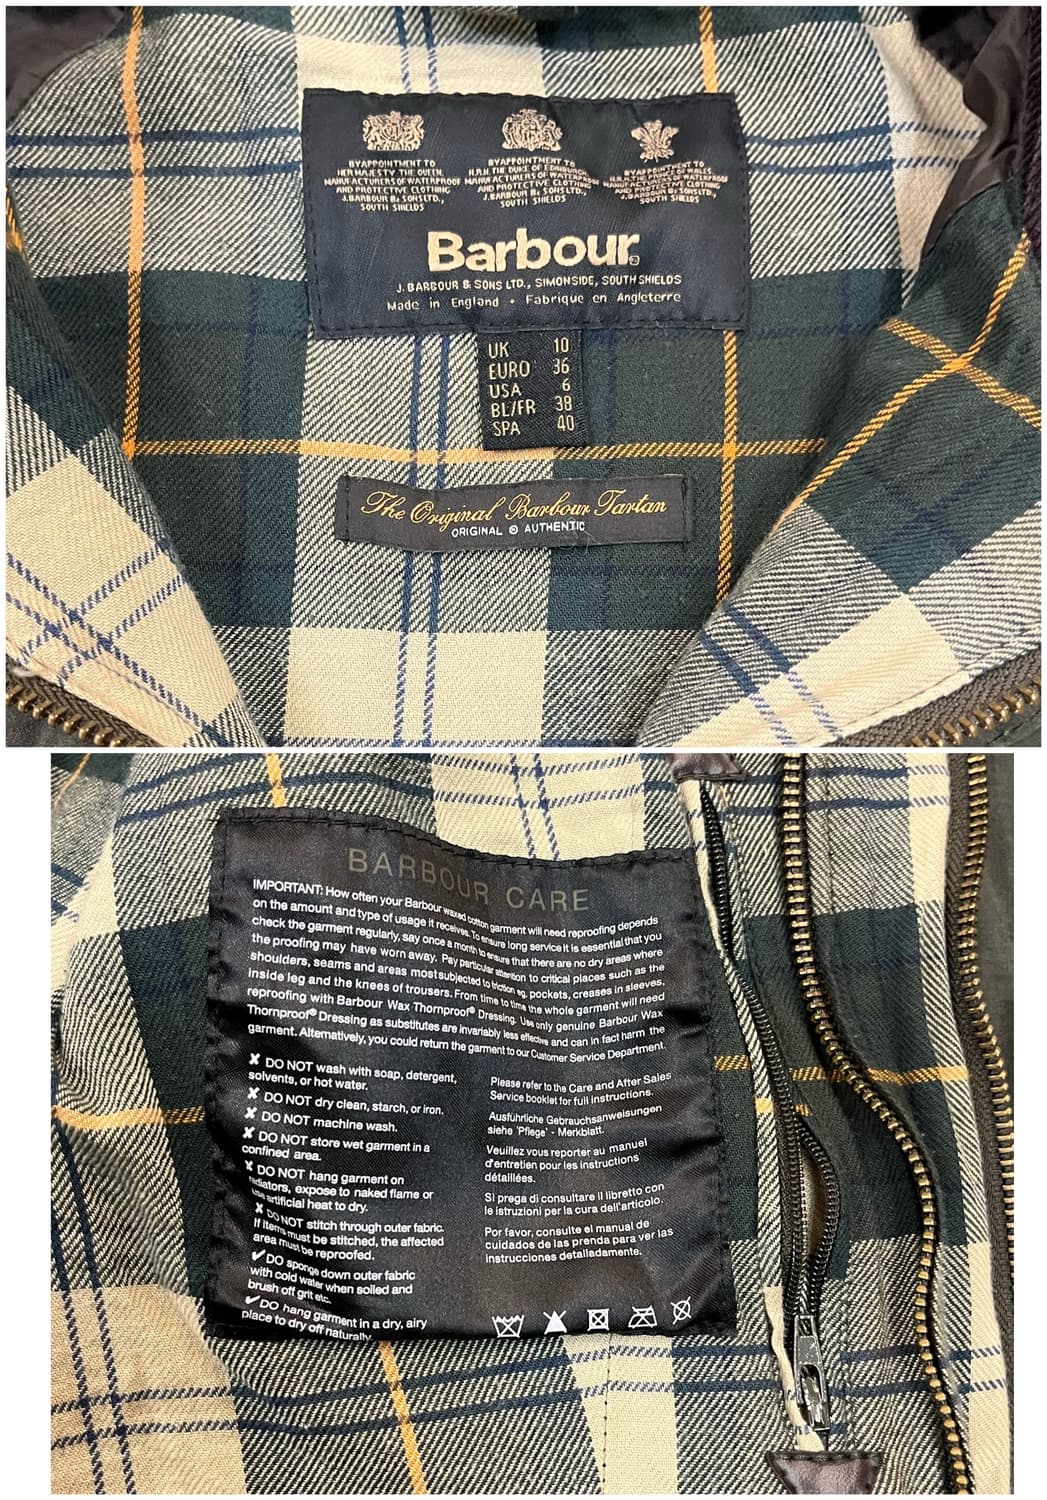 BY APPOINTMENT TO
HER MAJESTY THE QUEEN
MANUFACTURERS OF WATERPROOF
AND PROTECTIVE CLOTHING
J.BARBOUR & SONS LTD.,
SOUTH SHIELDS
BY APPOINTMENT TO
H.R.H. THE DUKE OF EDINBURGH
MANUFACTURERS OF WATERPROOF
AND PROTECTIVE CLOTHING
J.BARBOUR & SONS LTD.,
SOUTH SHIELDS
BY APPOINTMENT TO
MANUFACTURERS OF WATERPROOF
AND PROTECTIVE CLOTHING
J.BARBOUR & SONS LTD.,
SOUTH SHIELDS
Barbour®
J. BARBOUR & SONS LTD., SIMONSIDE, SOUTH SHIELDS
Made in England • Fabrique en Angleterre
UK 10
EURO 36
USA 6
BL/FR 38
SPA 40
The Original Barbour Tartan
ORIGINAL @ AUTHENTIC
BARBOUR CARE
IMPORTANT: How often your Barbour waxed cotton garment will need reproofing depends
on the amount and type of usage it receives. To ensure long service it is essential that you
check the garment regularly, say once a month to ensure that there are no dry areas where
the proofing may have worn away. Pay particular attention to critical places such as the
shoulders, seams and areas most subjected to friction eg. pockets, creases in sleeves,
inside leg and the knees of trousers. From time to time the whole garment will need
reproofing with Barbour Wax Thornproof® Dressing. Use only genuine Barbour Wax
Thornproof® Dressing as substitutes are invariably less effective and can in fact harm the
garment. Alternatively, you could return the garment to our Customer Service Department.
✘ DO NOT wash with soap, detergent,
solvents, or hot water.
✘ DO NOT dry clean, starch, or iron.
✘ DO NOT machine wash.
✘ DO NOT store wet garment in a
confined area.
✘ DO NOT hang garment on
radiators, expose to naked flame or
use artificial heat to dry.
✘ DO NOT stitch through outer fabric.
If items must be stitched, the affected
area must be reproofed.
✔ DO sponge down outer fabric
with cold water when soiled and
brush off grit etc.
✔ DO hang garment in a dry, airy
place to dry off naturally.
Please refer to the Care and After Sales
Service booklet for full instructions.
Ausführliche Gebrauchsanweisungen
siehe 'Pflege' - Merkblatt.
Veuillez vous reporter au manuel
d'entretien pour les instructions
détaillées.
Si prega di consultare il libretto con
le istruzioni per la cura dell'articolo.
Por favor, consulte el manual de
cuidados de las prenda para ver las
instrucciones detalladamente.